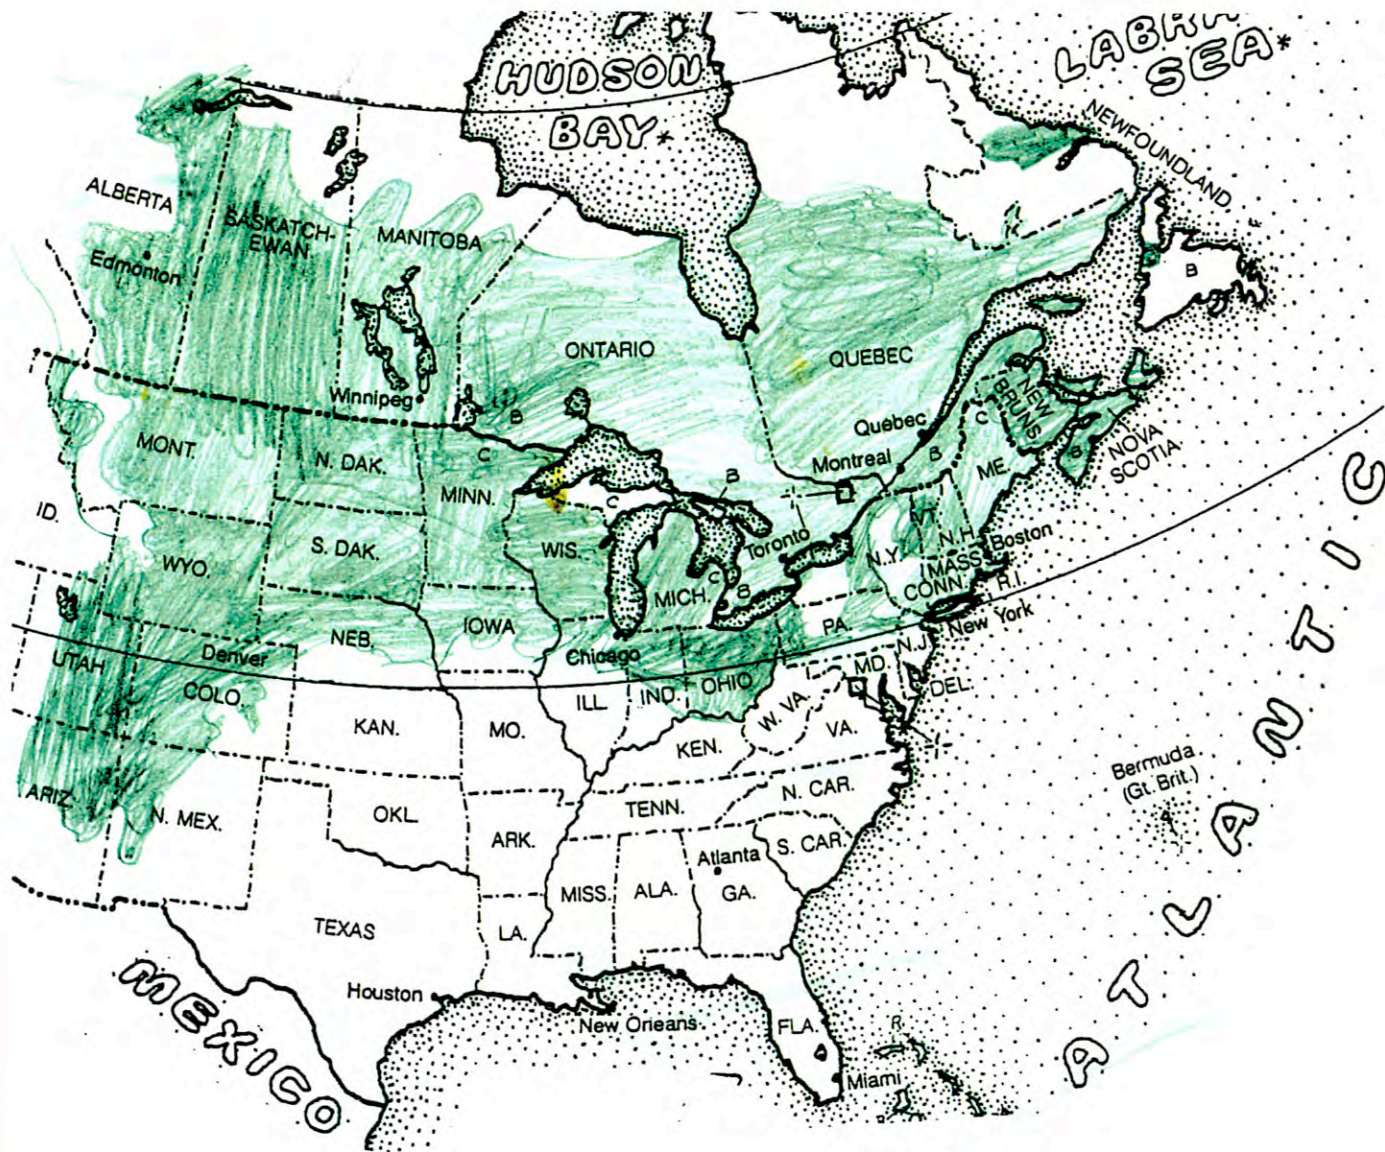 HUDSON
BAY*
SEA*
NEWFOUNDLAND
ALBERTA
SASKATCH-
EWAN
MANITOBA
Edmonton
B
ONTARIO
QUEBEC
Winnipeg
B
C
NEW
BRUNS.
Quebec
C
B
B
NOVA
SCOTIA
MONT.
N. DAK.
C
MINN.
Montreal
ME.
B
C
ID.
WYO.
S. DAK.
WIS.
Toronto
VT.
N.H.
N.Y.
MASS.
Boston
CONN.
R.I.
C
B
MICH.
NEB.
IOWA
PA.
N.J.
New York
Denver
Chicago
UTAH
COLO.
ILL.
IND.
OHIO
MD.
DEL.
W. VA.
VA.
KAN.
MO.
KEN.
ARIZ.
N. MEX.
OKL.
TENN.
N. CAR.
Bermuda
(Gt. Brit.)
ARK.
Atlanta
S. CAR.
MISS.
ALA.
GA.
TEXAS
LA.
Houston
New Orleans
FLA.
Miami
MEXICO
ATLANTIC